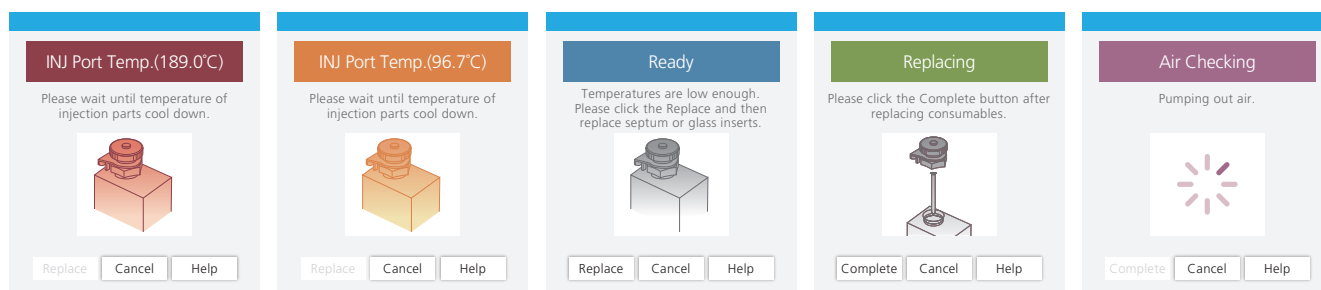 INJ Port Temp.(189.0°C)
Please wait until temperature of
injection parts cool down.
Replace
Cancel
Help
INJ Port Temp.(96.7°C)
Please wait until temperature of
injection parts cool down.
Replace
Cancel
Help
Ready
Temperatures are low enough.
Please click the Replace and then
replace septum or glass inserts.
Replace
Cancel
Help
Replacing
Please click the Complete button after
replacing consumables.
Complete
Cancel
Help
Air Checking
Pumping out air.
Complete
Cancel
Help